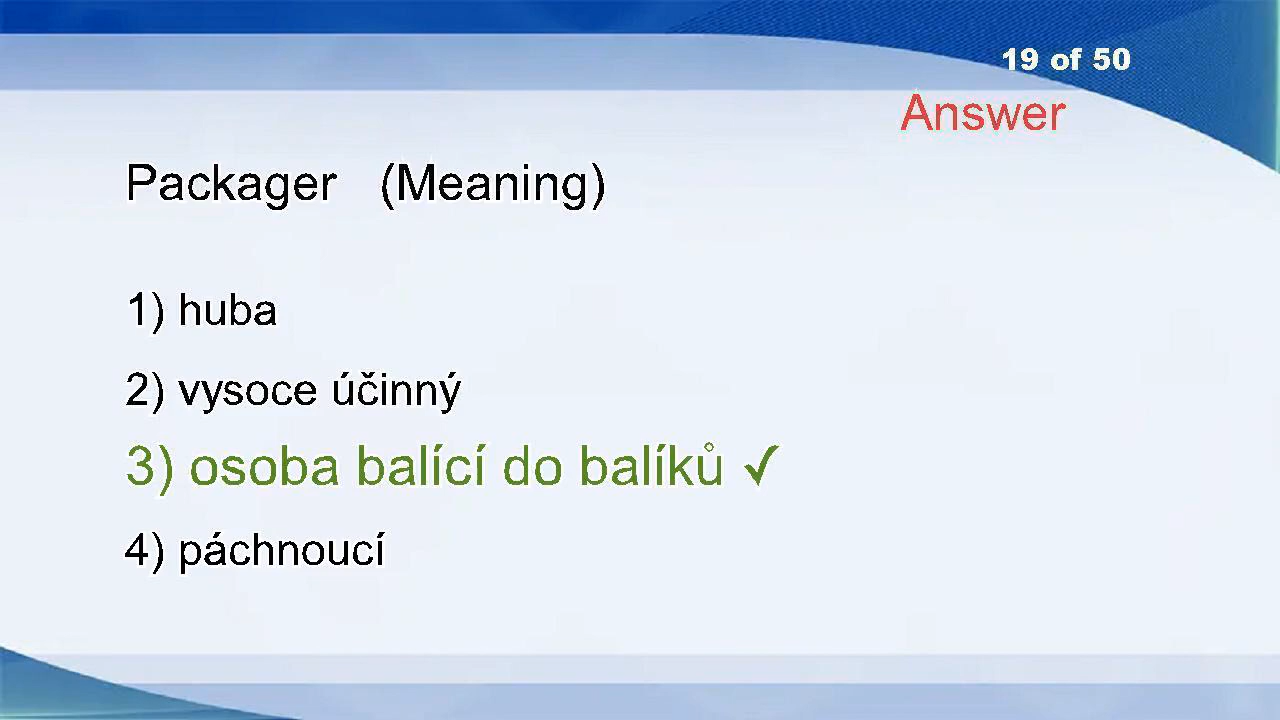 19 of 50
Answer
Packager (Meaning)
1) huba
2) vysoce účinný
3) osoba balící do balíků ✓
4) páchnoucí